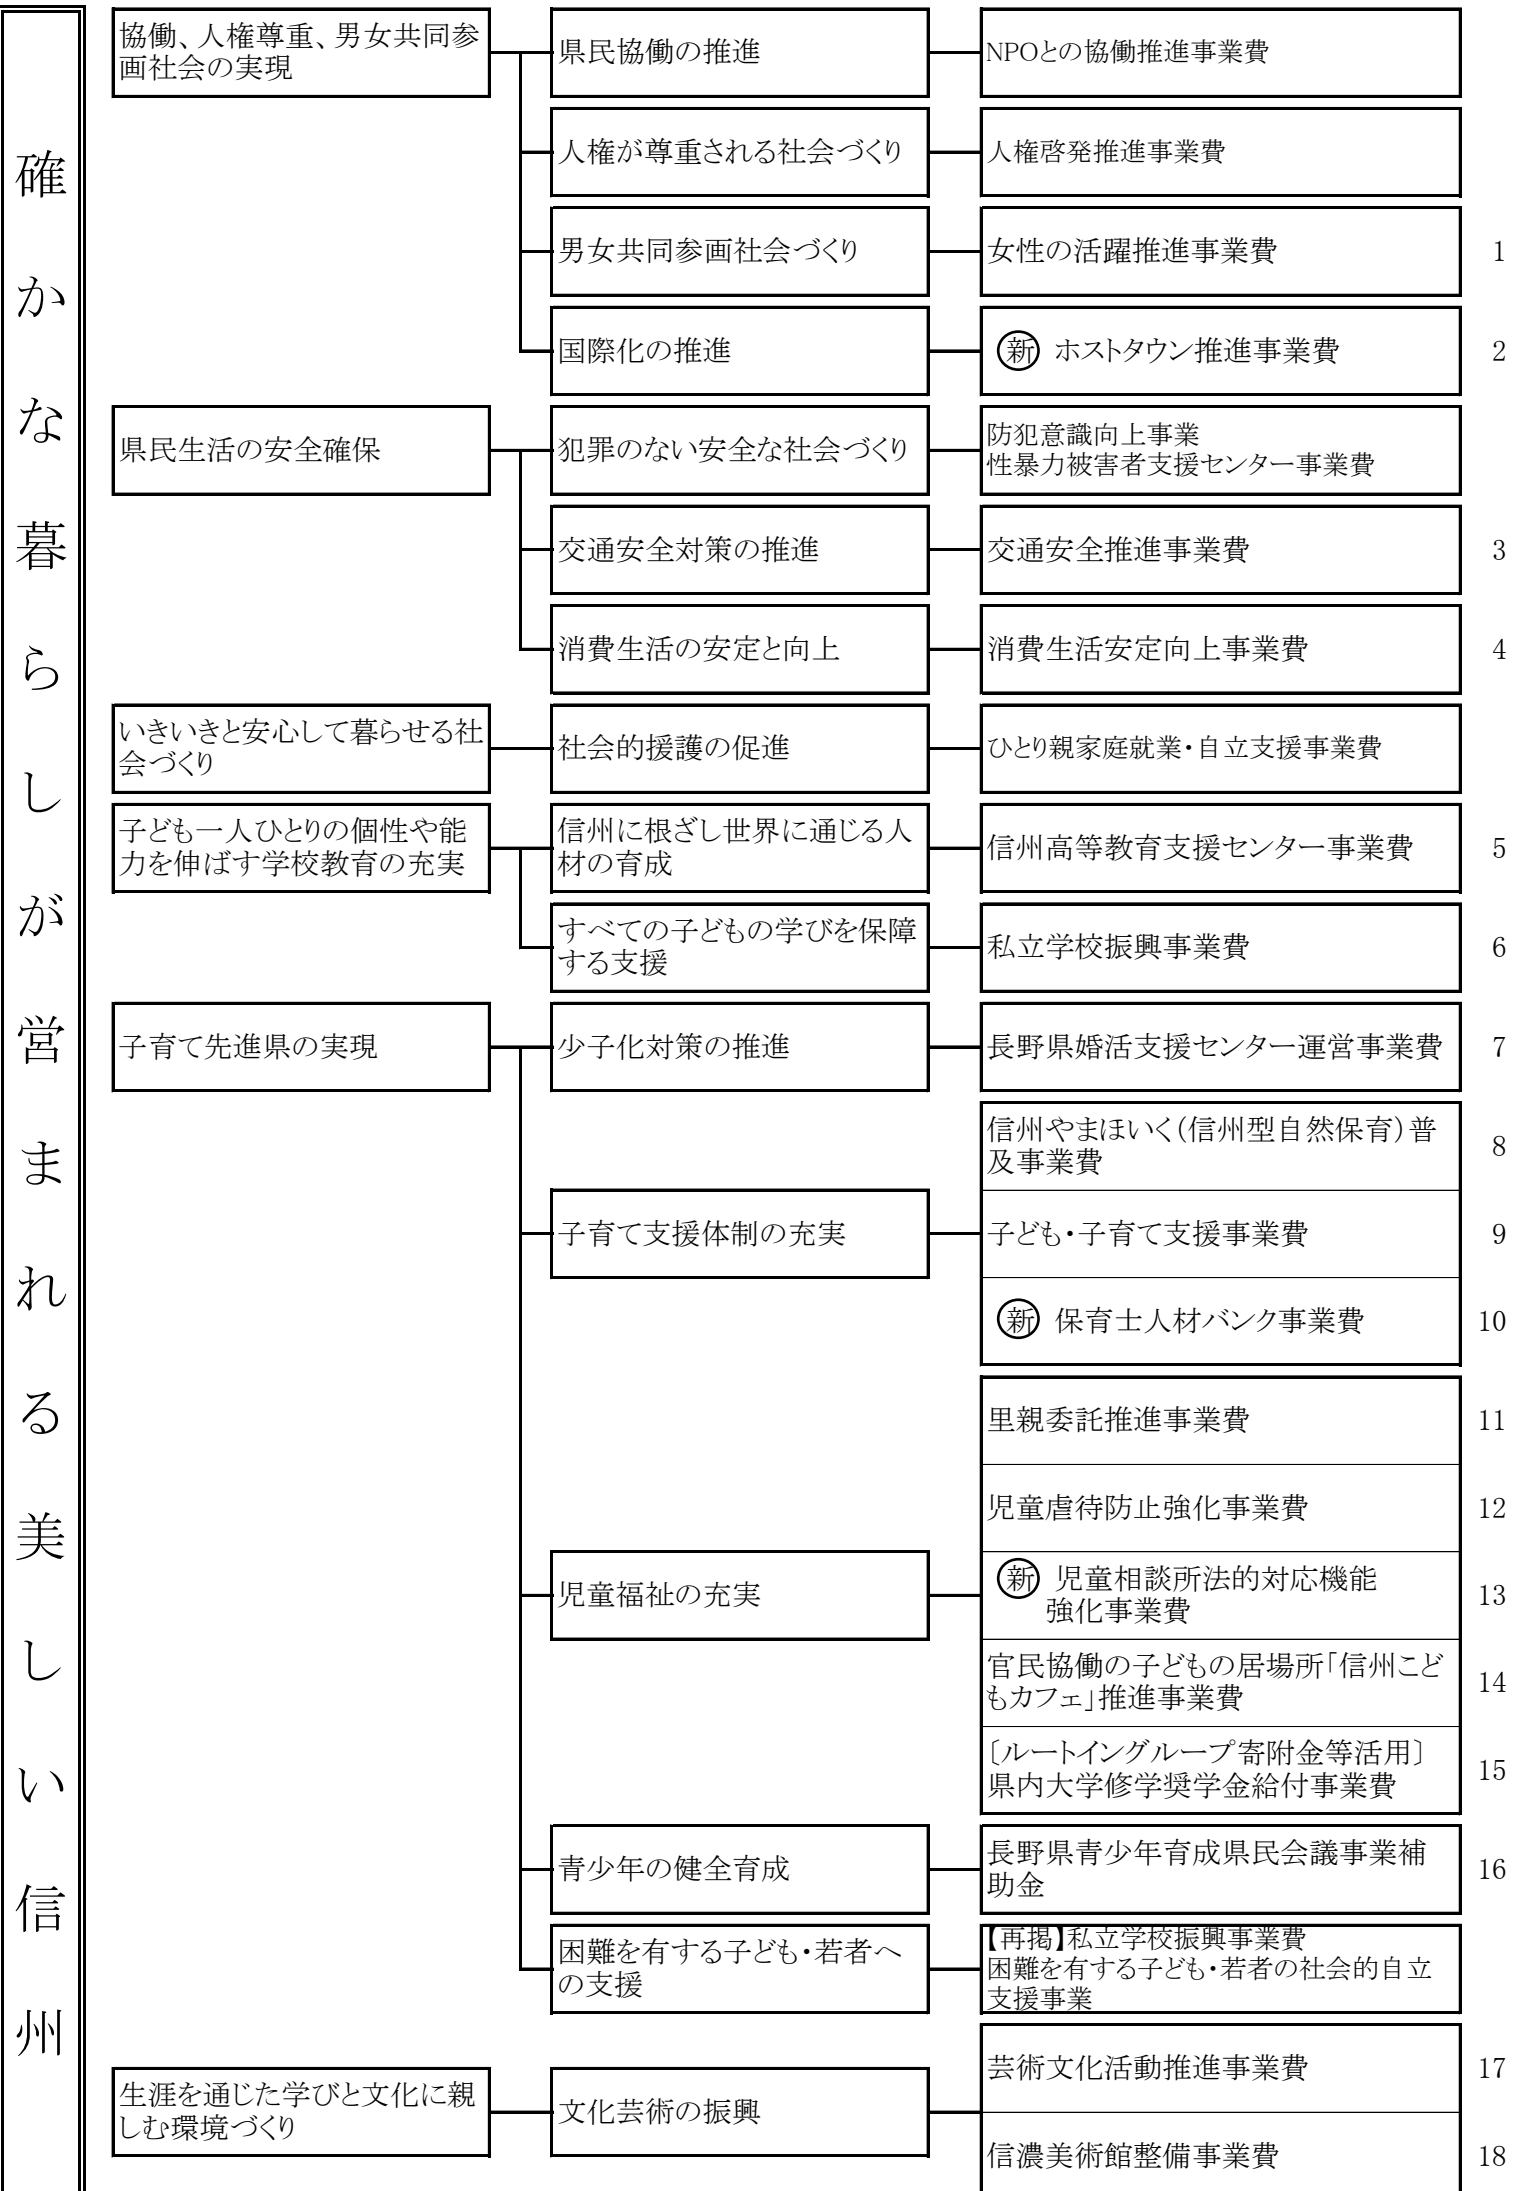 確かな暮らしが営まれる美しい信州
協働、人権尊重、男女共同参
画社会の実現
県民協働の推進
NPOとの協働推進事業費
人権が尊重される社会づくり
人権啓発推進事業費
男女共同参画社会づくり
女性の活躍推進事業費
1
国際化の推進
新 ホストタウン推進事業費
2
県民生活の安全確保
犯罪のない安全な社会づくり
防犯意識向上事業
性暴力被害者支援センター事業費
交通安全対策の推進
交通安全推進事業費
3
消費生活の安定と向上
消費生活安定向上事業費
4
いきいきと安心して暮らせる社
会づくり
社会的援護の促進
ひとり親家庭就業・自立支援事業費
子ども一人ひとりの個性や能
力を伸ばす学校教育の充実
信州に根ざし世界に通じる人
材の育成
信州高等教育支援センター事業費
5
すべての子どもの学びを保障
する支援
私立学校振興事業費
6
子育て先進県の実現
少子化対策の推進
長野県婚活支援センター運営事業費
7
信州やまほいく(信州型自然保育)普
及事業費
8
子育て支援体制の充実
子ども・子育て支援事業費
9
新 保育士人材バンク事業費
10
里親委託推進事業費
11
児童虐待防止強化事業費
12
児童福祉の充実
新 児童相談所法的対応機能
強化事業費
13
官民協働の子どもの居場所「信州こど
もカフェ」推進事業費
14
〔ルートイングループ寄附金等活用〕
県内大学修学奨学金給付事業費
15
青少年の健全育成
長野県青少年育成県民会議事業補
助金
16
困難を有する子ども・若者へ
の支援
【再掲】私立学校振興事業費
困難を有する子ども・若者の社会的自立
支援事業
生涯を通じた学びと文化に親
しむ環境づくり
文化芸術の振興
芸術文化活動推進事業費
17
信濃美術館整備事業費
18